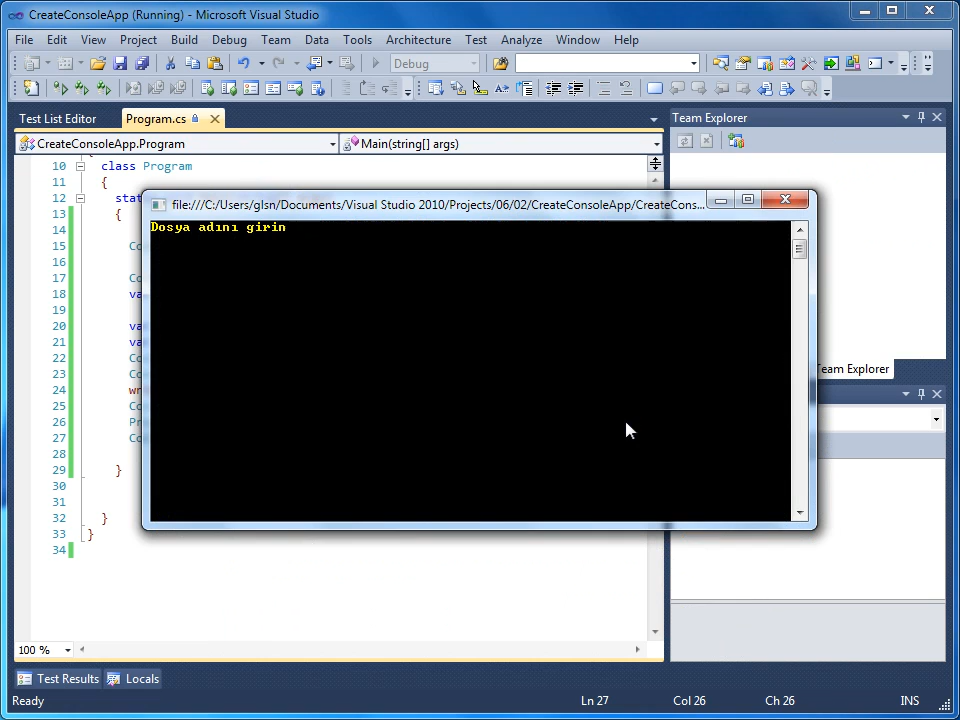 CreateConsoleApp (Running) - Microsoft Visual Studio
File Edit View Project Build Debug Team Data Tools Architecture Test Analyze Window Help
Debug
Test List Editor Program.cs
Team Explorer
CreateConsoleApp.Program Main(string[] args)
10 class Program
11 {
12 stat
13 {
14
15 Co
16
17 Co
18 va
19
20 va
21 va
22 Co
23 Co
24 wr
25 Co
26 Pr
27 Co
28
29 }
30
31
32 }
33 }
34
file:///C:/Users/glsn/Documents/Visual Studio 2010/Projects/06/02/CreateConsoleApp/CreateCons...
Dosya adını girin
Team Explorer
100 %
Test Results Locals
Ready Ln 27 Col 26 Ch 26 INS